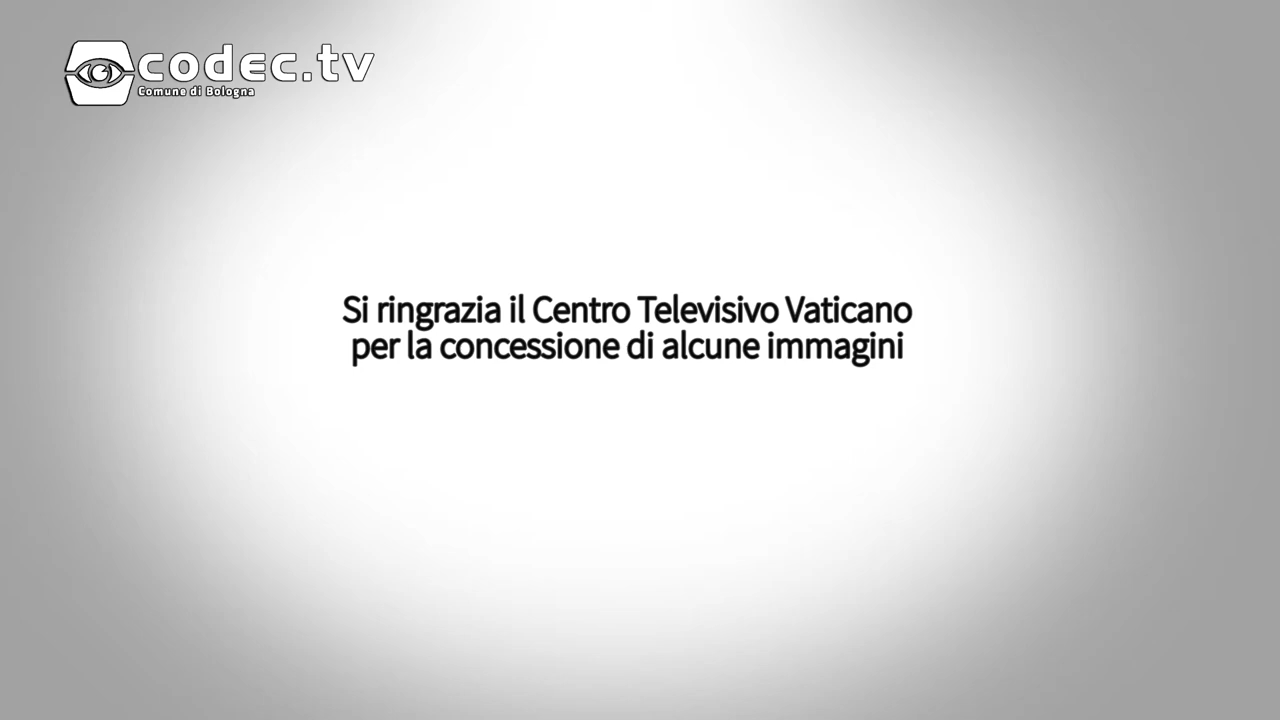 codec.tv
Comune di Bologna
Si ringrazia il Centro Televisivo Vaticano
per la concessione di alcune immagini